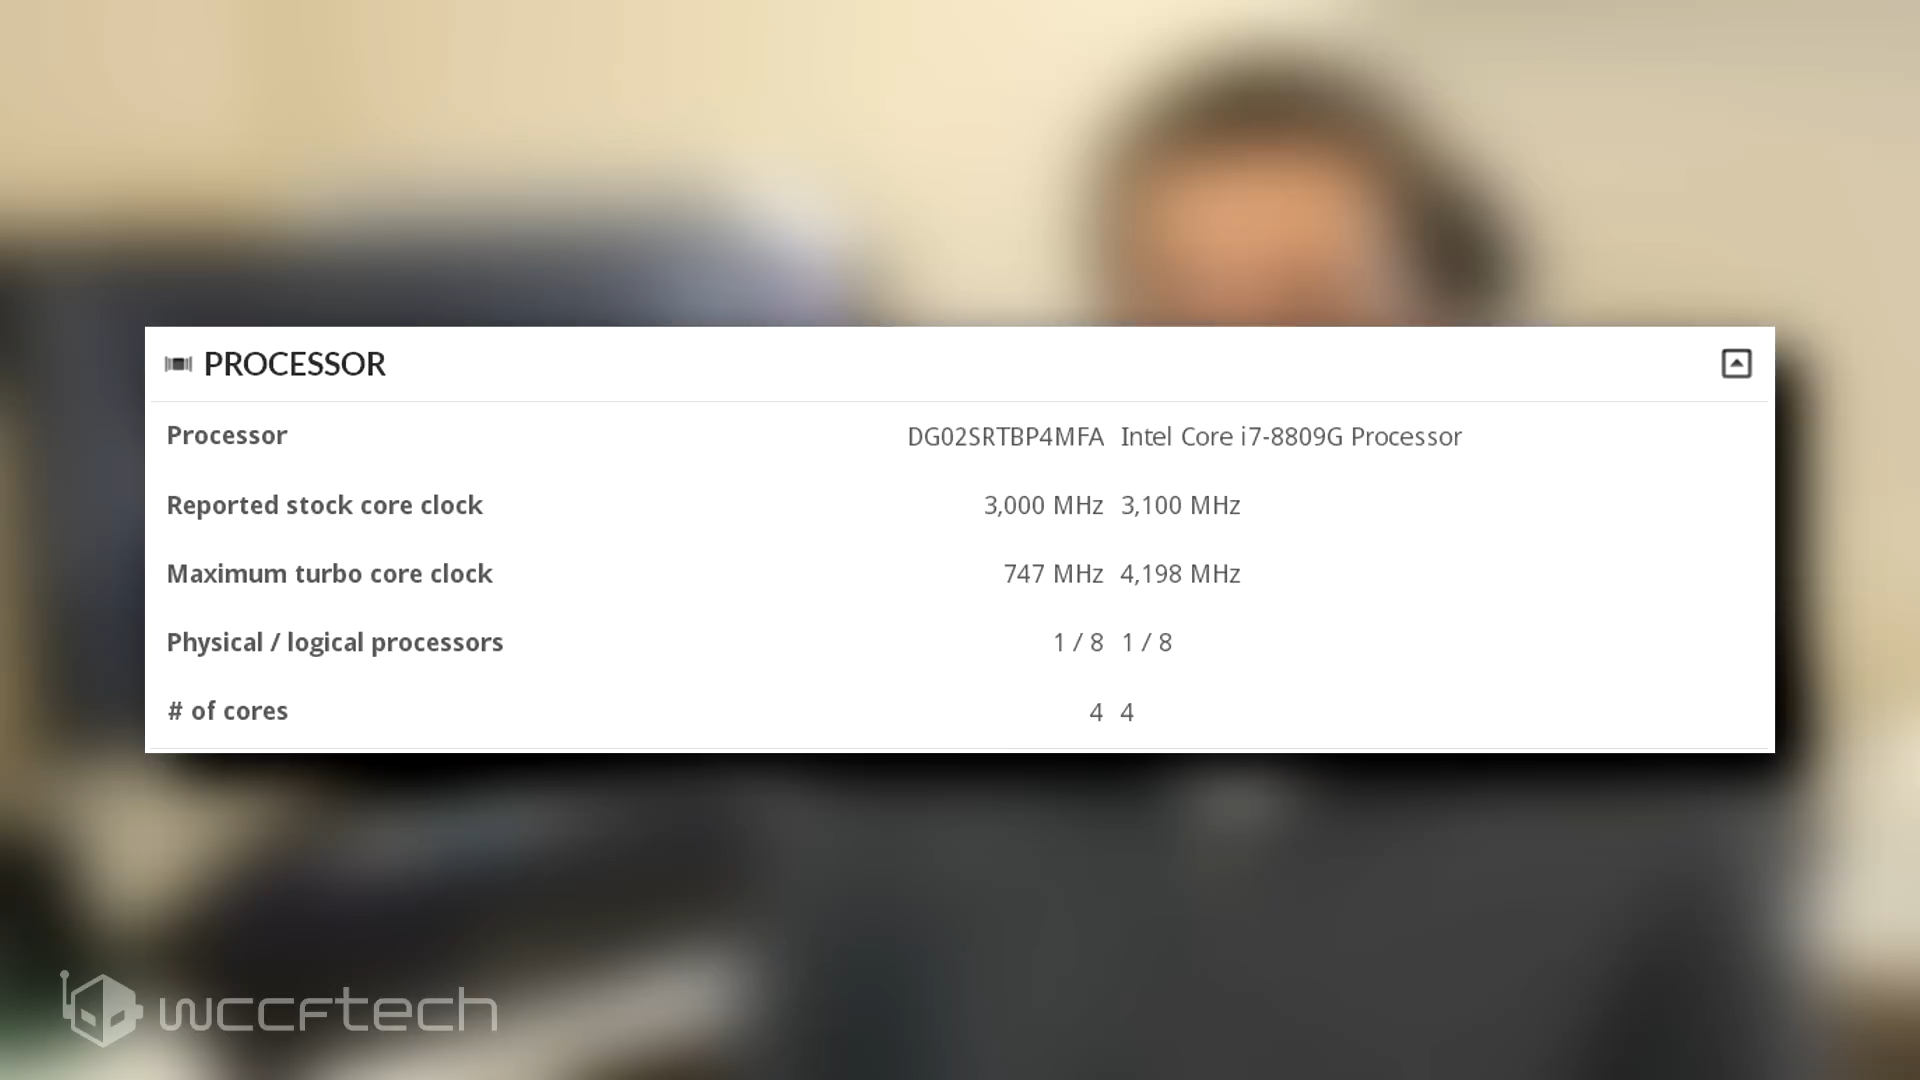 PROCESSOR
Processor DG02SRTBP4MFA Intel Core i7-8809G Processor
Reported stock core clock 3,000 MHz 3,100 MHz
Maximum turbo core clock 747 MHz 4,198 MHz
Physical / logical processors 1 / 8 1 / 8
# of cores 4 4
wccftech